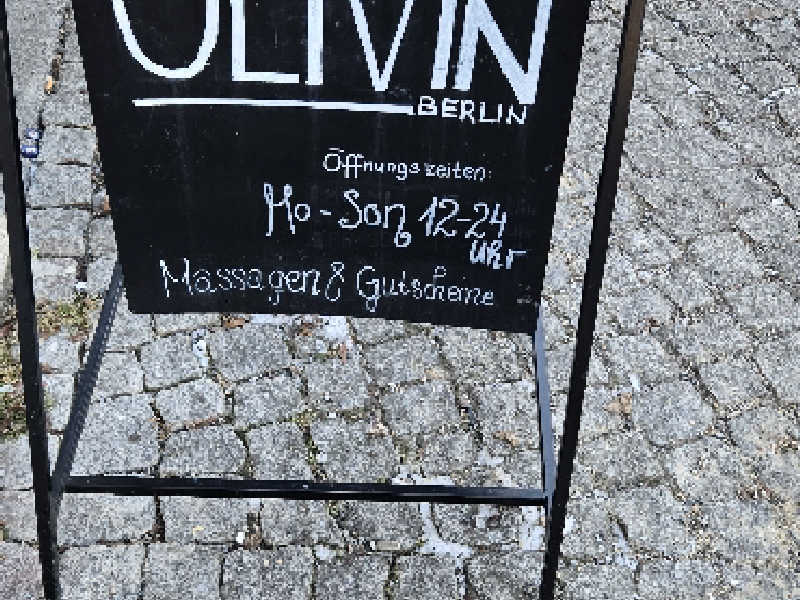 OLIVIN
BERLIN
Öffnungszeiten:
Mo - Son 12-24
Uhr
Massagen & Gutscheine